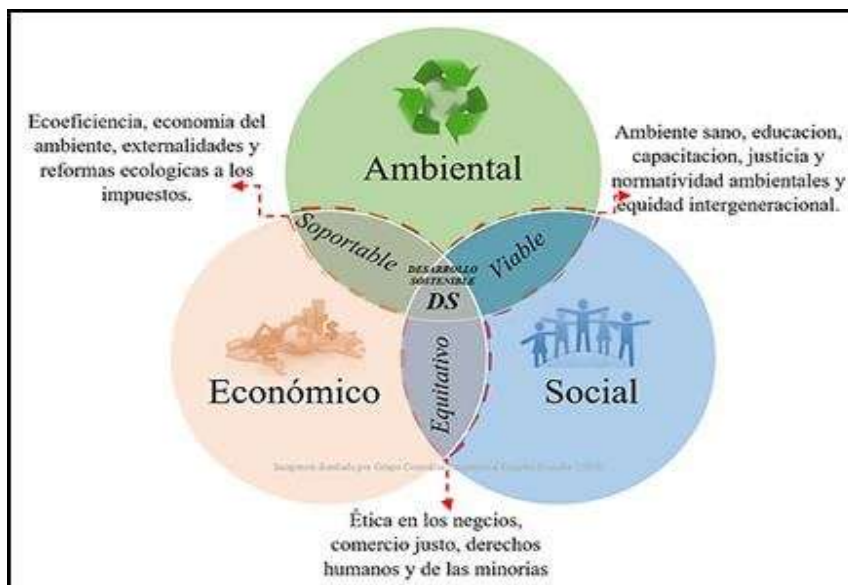 Ecoeficiencia, economia del
ambiente, externalidades y
reformas ecologicas a los
impuestos.
Ambiental
Ambiente sano, educacion,
capacitacion, justicia y
normatividad ambientales y
equidad intergeneracional.
Soportable
Viable
DESARROLLO
SOSTENIBLE
DS
Económico
Equitativo
Social
por Grupo
Ética en los negcios,
comercio justo, derechos
humanos y de las minorias